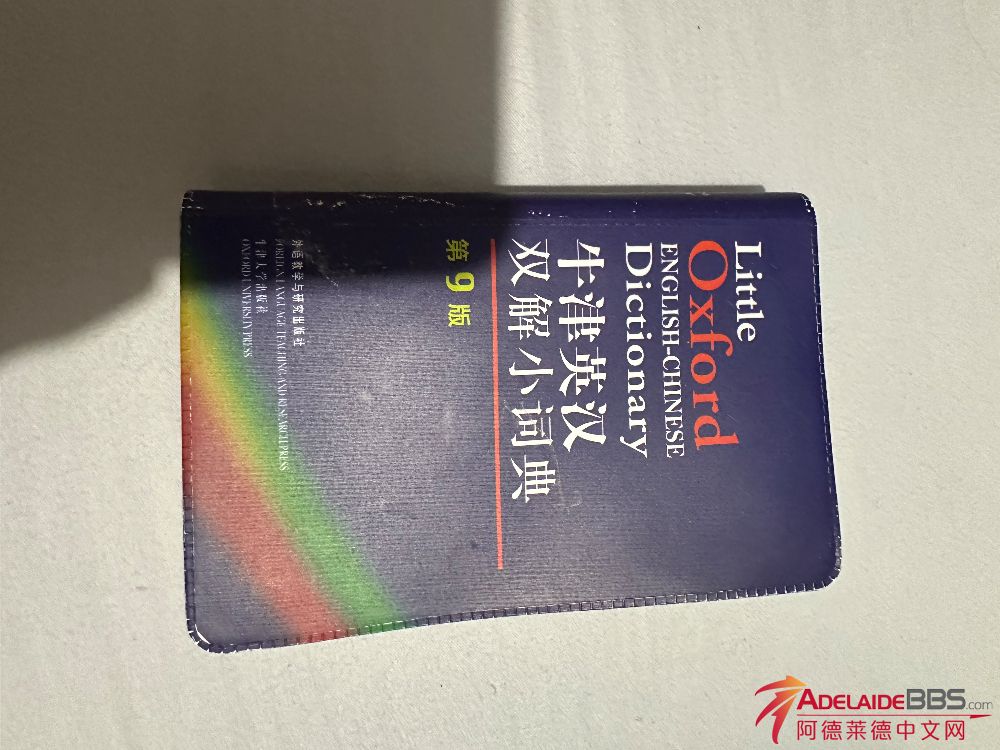 Little
Oxford
ENGLISH-CHINESE
Dictionary
牛津英汉
双解小词典
第9版
外语教学与研究出版社
FOREIGN LANGUAGE TEACHING AND RESEARCH PRESS
牛津大学出版社
OXFORD UNIVERSITY PRESS
ADELAIDEBBS.com
阿德莱德中文网